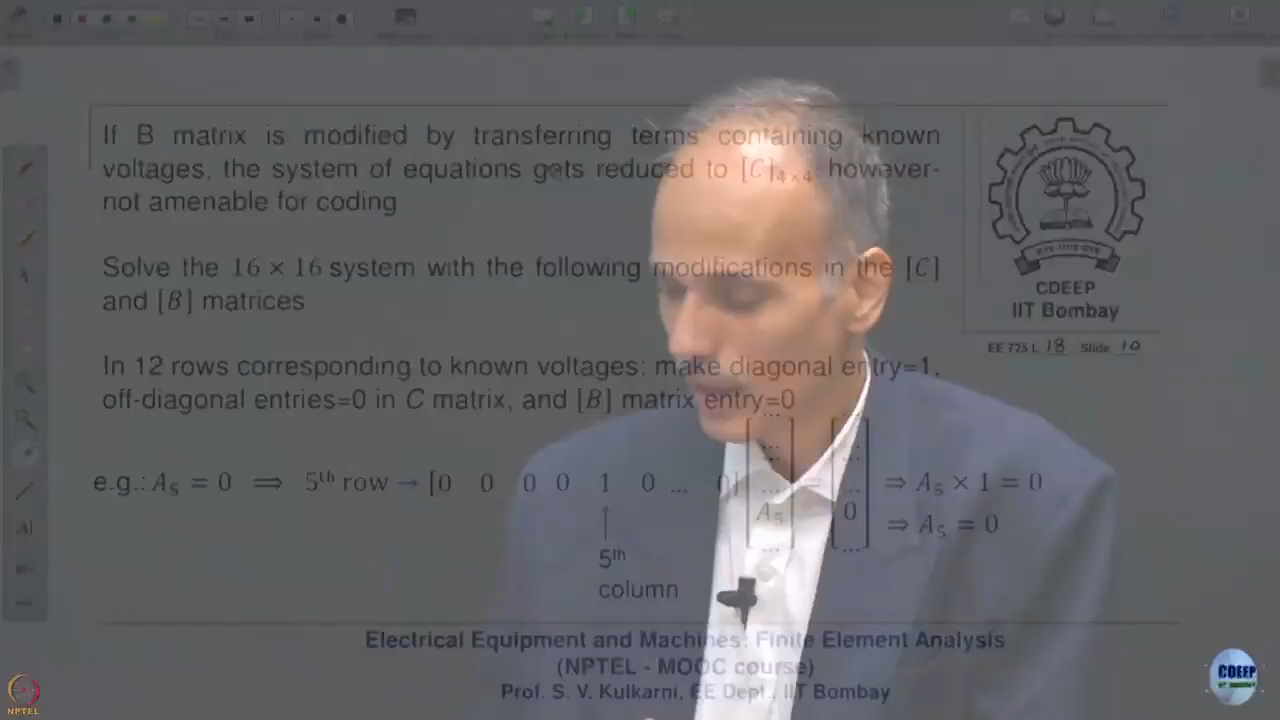 If B matrix is modified by transferring terms containing known
voltages, the system of equations gets reduced to [C]4×4 however-
not amenable for coding
Solve the 16 × 16 system with the following modifications in the [C]
and [B] matrices
In 12 rows corresponding to known voltages: make diagonal entry=1,
off-diagonal entries=0 in C matrix, and [B] matrix entry=0
e.g.: A5 = 0 ⟹ 5th row → [0 0 0 0 1 0 ... 0] [... ... ... A5 ...] = [... ... ... 0 ...] ⇒ A5 × 1 = 0
⇒ A5 = 0
5th
column
CDEEP
IIT Bombay
EE 725 L 18 Slide 10
Electrical Equipment and Machines: Finite Element Analysis
(NPTEL - MOOC course)
Prof. S. V. Kulkarni, EE Dept., IIT Bombay
NPTEL
CDEEP